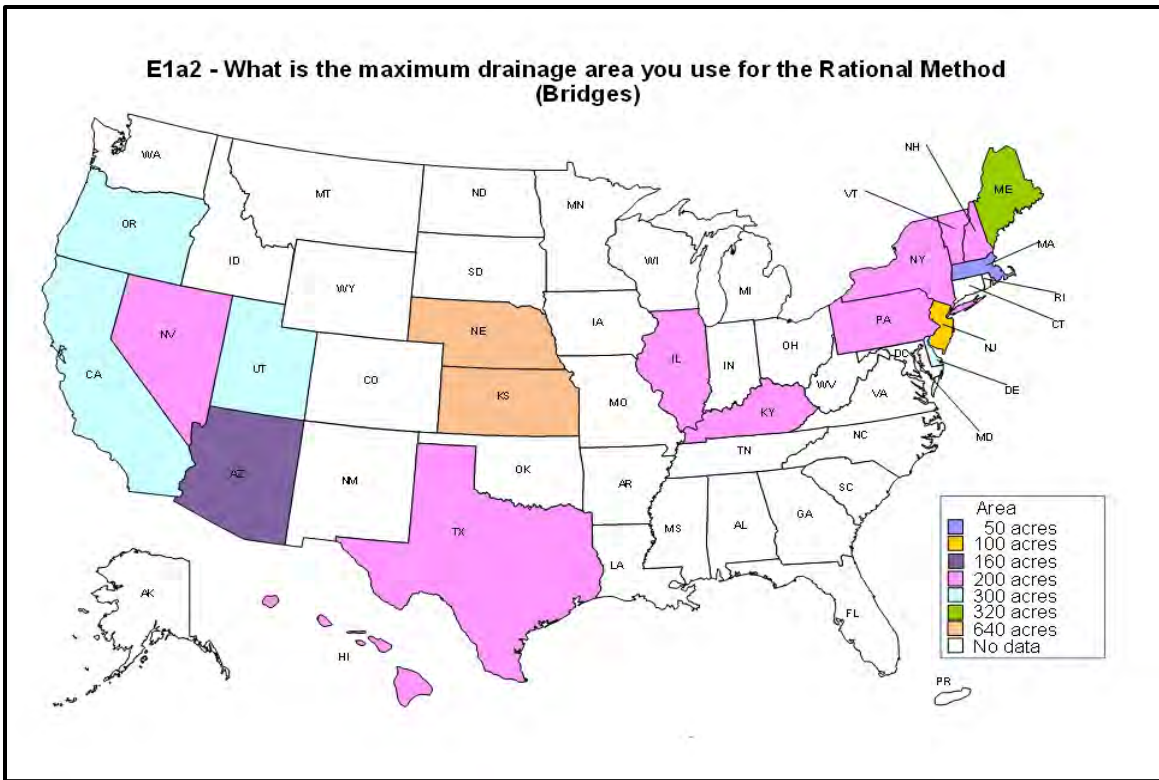 E1a2 - What is the maximum drainage area you use for the Rational Method
(Bridges)
WA
MT
ND
MN
NH
VT
ME
OR
ID
SD
WI
MI
NY
MA
RI
CT
WY
IA
NE
PA
NJ
NV
UT
CO
IL
IN
OH
DC
DE
CA
KS
MO
WV
VA
MD
KY
NC
TN
AZ
NM
OK
AR
SC
MS
AL
GA
TX
LA
FL
AK
HI
PR
Area
50 acres
100 acres
160 acres
200 acres
300 acres
320 acres
640 acres
No data